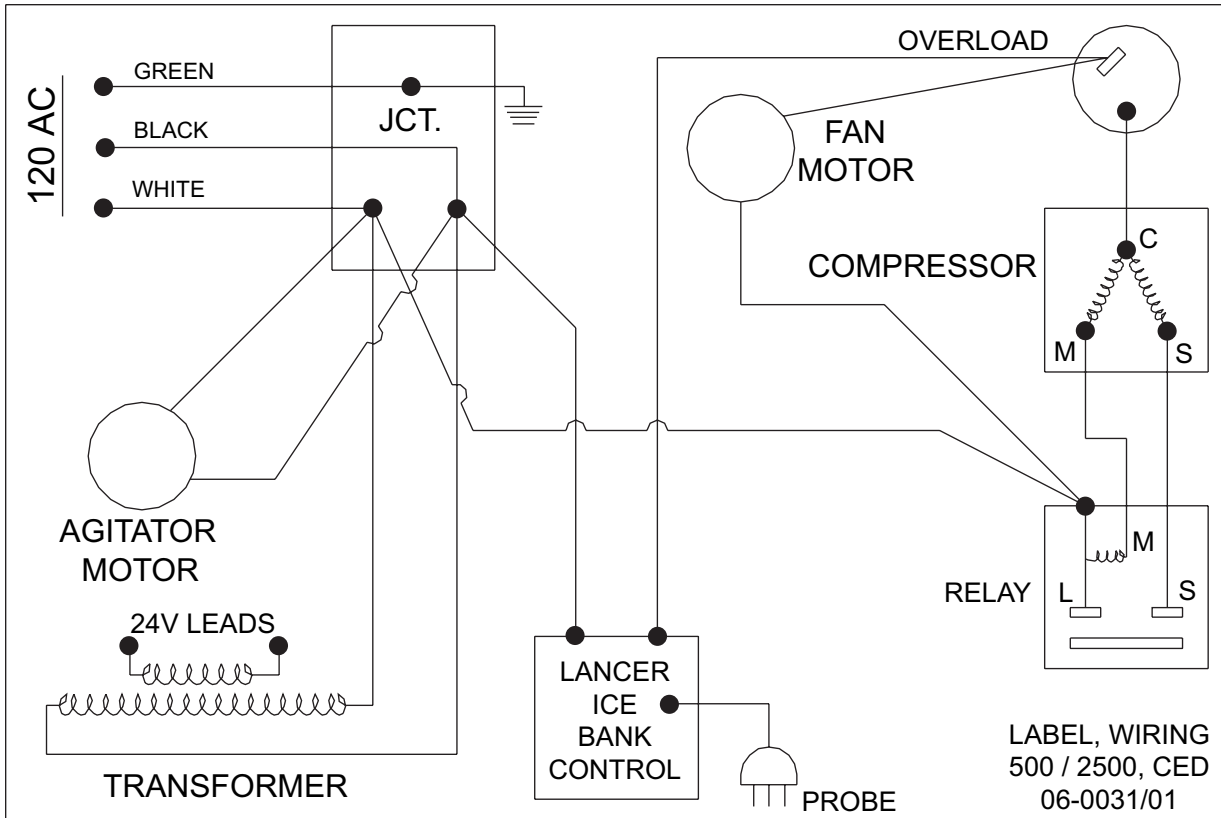 120 AC
GREEN
BLACK
WHITE
JCT.
OVERLOAD
FAN
MOTOR
COMPRESSOR
C
M
S
AGITATOR
MOTOR
RELAY
M
L
S
24V LEADS
TRANSFORMER
LANCER
ICE
BANK
CONTROL
PROBE
LABEL, WIRING
500 / 2500, CED
06-0031/01